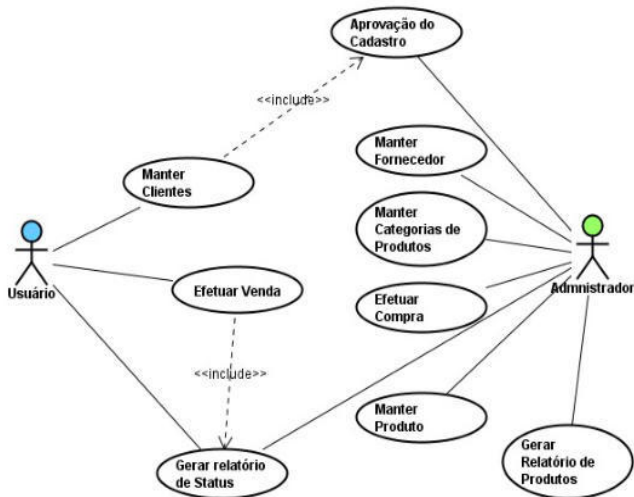 Aprovação do
Cadastro
<<include>>
Manter
Fornecedor
Manter
Clientes
Manter
Categorias de
Produtos
Usuário
Efetuar Venda
Efetuar
Compra
Admnistrador
<<include>>
Manter
Produto
Gerar relatório
de Status
Gerar
Relatório de
Produtos